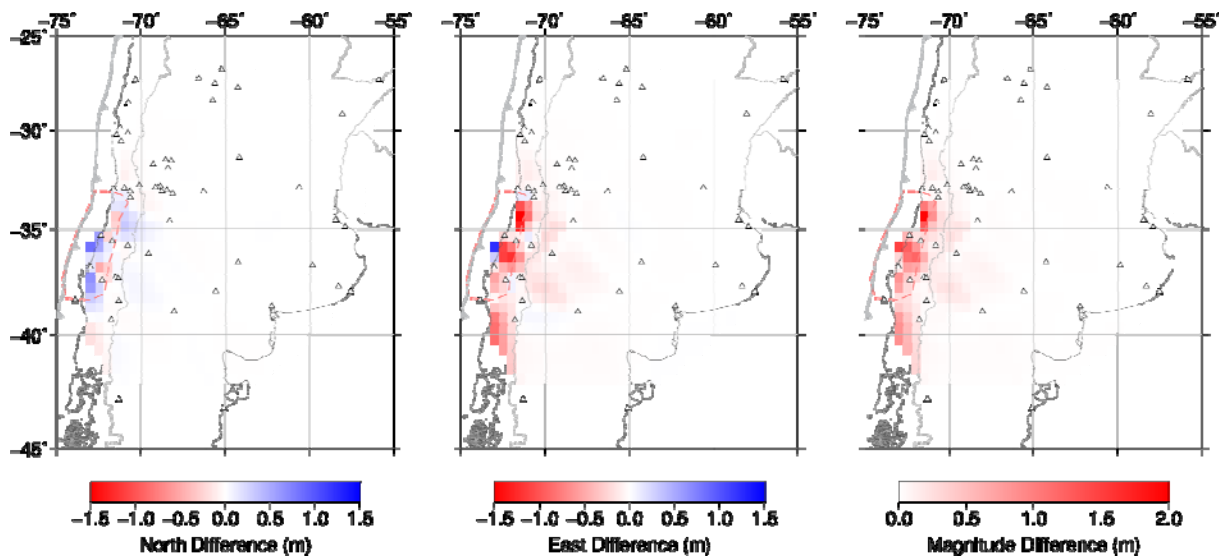 −75° −70° −65° −60° −55° −75° −70° −65° −60° −55° −75° −70° −65° −60° −55°
−25°
−30°
−35°
−40°
−45°
−1.5 −1.0 −0.5 0.0 0.5 1.0 1.5 −1.5 −1.0 −0.5 0.0 0.5 1.0 1.5 0.0 0.5 1.0 1.5 2.0
North Difference (m) East Difference (m) Magnitude Difference (m)